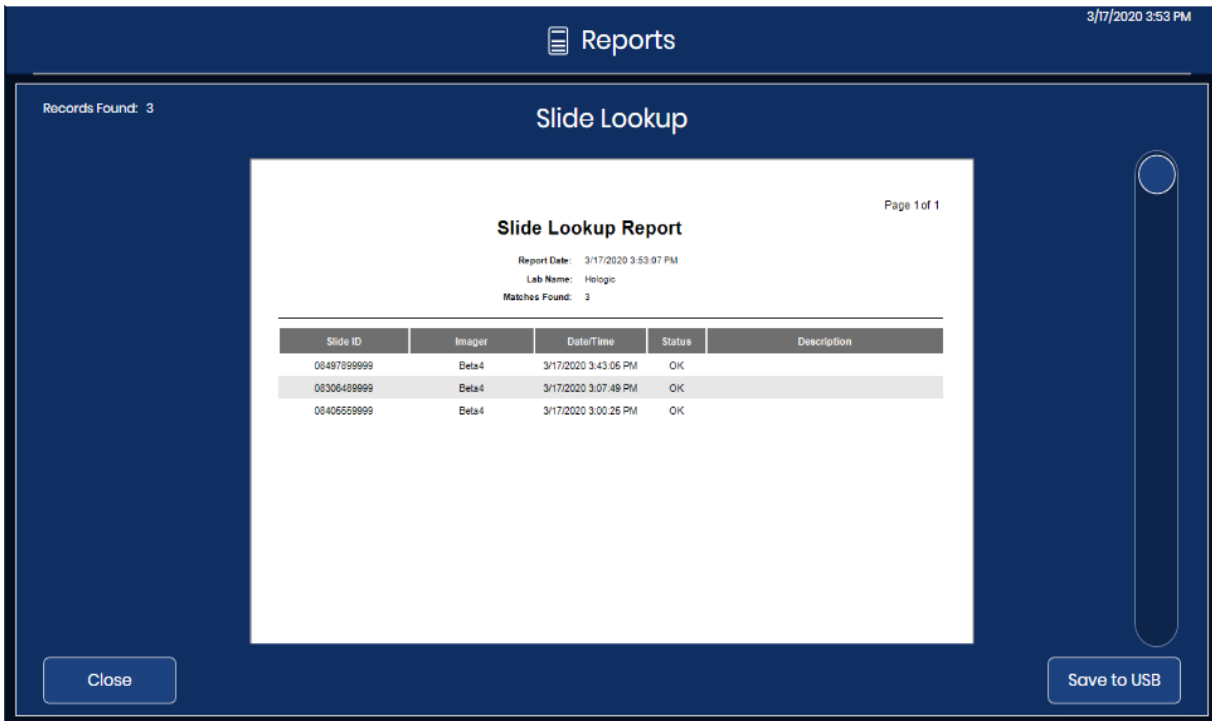 3/17/2020 3:53 PM
Reports
Records Found: 3
Slide Lookup
Page 1 of 1
Slide Lookup Report
Report Date: 3/17/2020 3:53:07 PM
Lab Name: Hologic
Matches Found: 3
Slide ID Imager Date/Time Status Description
08497899999 Beta4 3/17/2020 3:43:05 PM OK
08306489999 Beta4 3/17/2020 3:07:49 PM OK
08405559999 Beta4 3/17/2020 3:00:25 PM OK
Close Save to USB